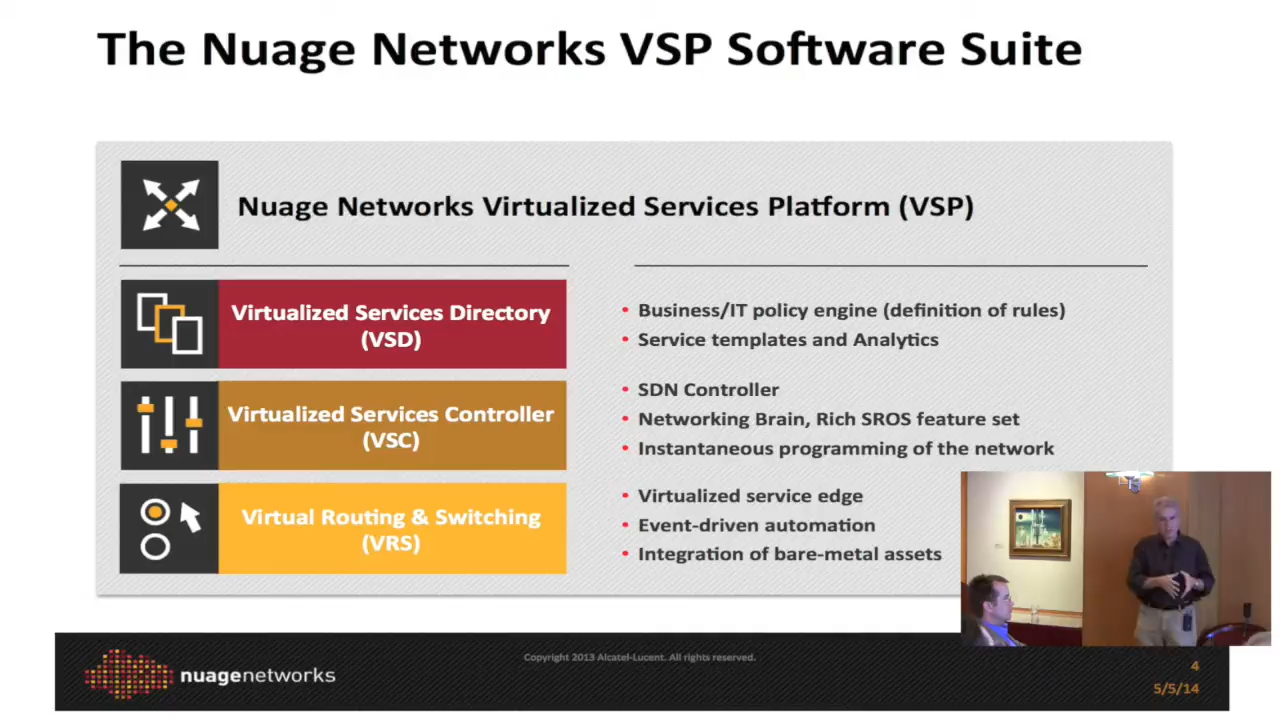 The Nuage Networks VSP Software Suite
Nuage Networks Virtualized Services Platform (VSP)
Virtualized Services Directory
(VSD)
• Business/IT policy engine (definition of rules)
• Service templates and Analytics
Virtualized Services Controller
(VSC)
• SDN Controller
• Networking Brain, Rich SROS feature set
• Instantaneous programming of the network
Virtual Routing & Switching
(VRS)
• Virtualized service edge
• Event-driven automation
• Integration of bare-metal assets
nuagenetworks
Copyright 2013 Alcatel-Lucent. All rights reserved.
4
5/5/14